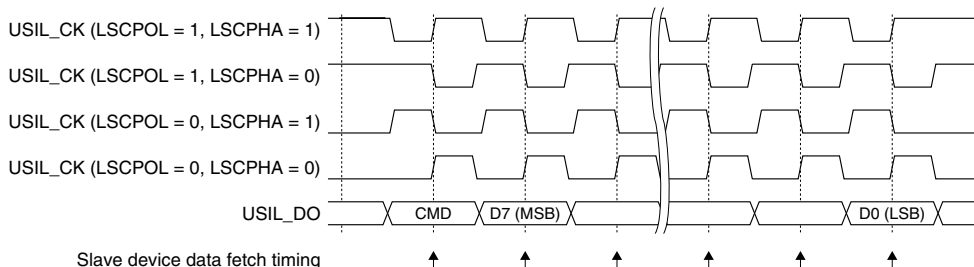 USIL_CK (LSCPOL = 1, LSCPHA = 1)
USIL_CK (LSCPOL = 1, LSCPHA = 0)
USIL_CK (LSCPOL = 0, LSCPHA = 1)
USIL_CK (LSCPOL = 0, LSCPHA = 0)
USIL_DO CMD D7 (MSB) D0 (LSB)
Slave device data fetch timing